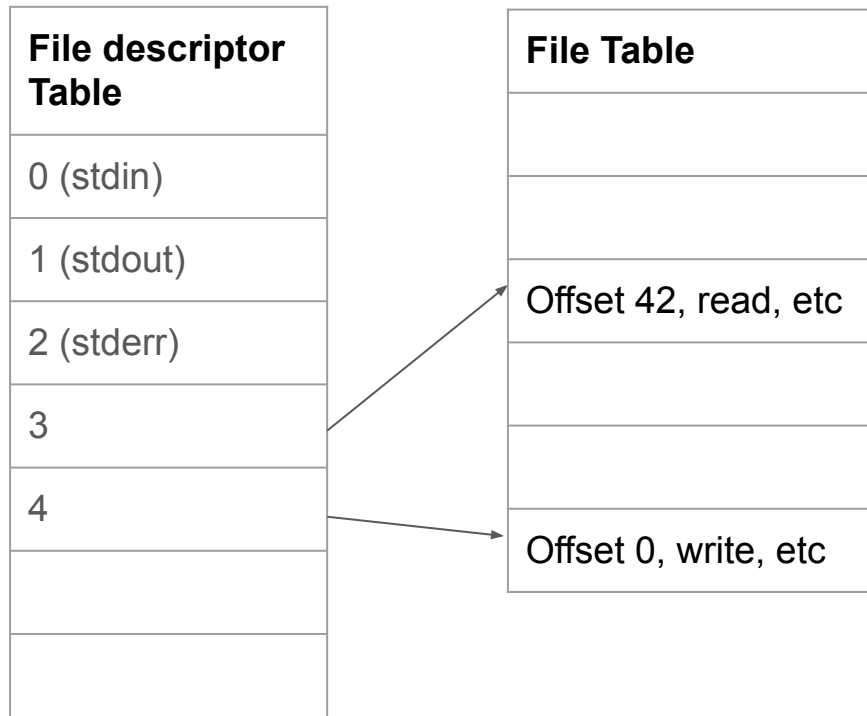 File descriptor
Table
0 (stdin)
1 (stdout)
2 (stderr)
3
4
File Table
Offset 42, read, etc
Offset 0, write, etc